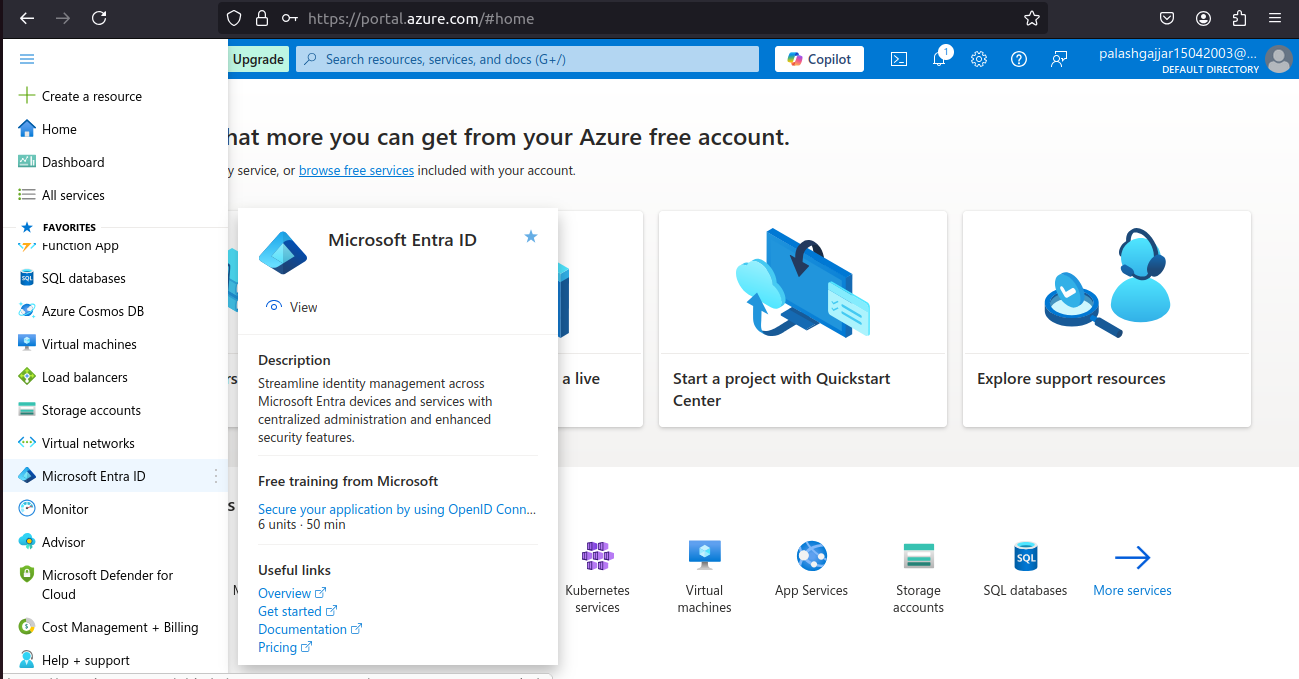 https://portal.azure.com/#home
Upgrade
Search resources, services, and docs (G+/)
Copilot
1
palashgajjar15042003@...
DEFAULT DIRECTORY
Create a resource
Home
Dashboard
All services
FAVORITES
Function App
SQL databases
Azure Cosmos DB
Virtual machines
Load balancers
Storage accounts
Virtual networks
Microsoft Entra ID
Monitor
Advisor
Microsoft Defender for
Cloud
Cost Management + Billing
Help + support
hat more you can get from your Azure free account.
y service, or browse free services included with your account.
Microsoft Entra ID
View
Description
Streamline identity management across
Microsoft Entra devices and services with
centralized administration and enhanced
security features.
Free training from Microsoft
Secure your application by using OpenID Conn...
6 units · 50 min
Useful links
Overview
Get started
Documentation
Pricing
a live
Start a project with Quickstart
Center
Explore support resources
Kubernetes
services
Virtual
machines
App Services
Storage
accounts
SQL
SQL databases
More services